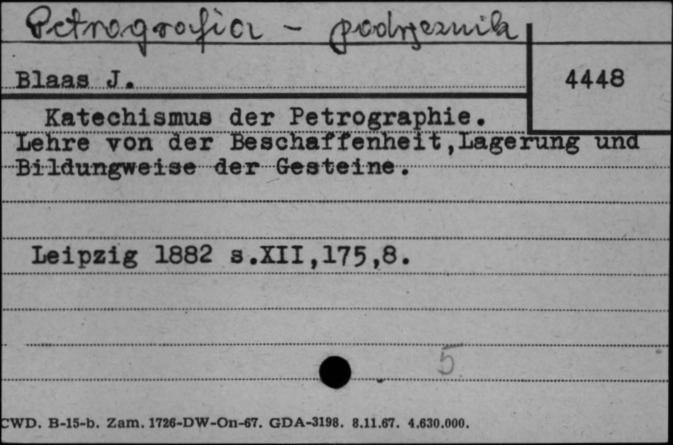 Petrografia - podręcznik
Blaas J.
4448
Katechismus der Petrographie.
Lehre von der Beschaffenheit,Lagerung und
Bildungweise der Gesteine.
Leipzig 1882 s.XII,175,8.
5
CWD. B-15-b. Zam. 1726-DW-On-67. GDA-3198. 8.11.67. 4.630.000.